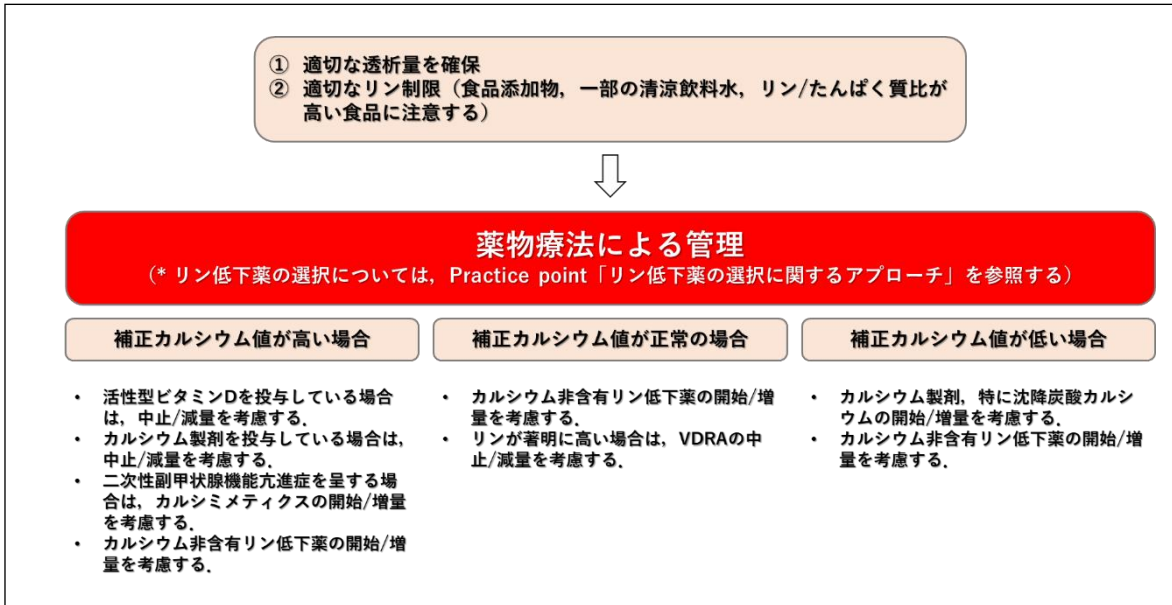 ① 適切な透析量を確保
② 適切なリン制限（食品添加物，一部の清涼飲料水，リン/たんぱく質比が
高い食品に注意する）
薬物療法による管理
（* リン低下薬の選択については，Practice point「リン低下薬の選択に関するアプローチ」を参照する）
補正カルシウム値が高い場合
・ 活性型ビタミンDを投与している場合
は，中止/減量を考慮する．
・ カルシウム製剤を投与している場合は，
中止/減量を考慮する．
・ 二次性副甲状腺機能亢進症を呈する場
合は，カルシミメティクスの開始/増量
を考慮する．
・ カルシウム非含有リン低下薬の開始/増
量を考慮する．
補正カルシウム値が正常の場合
・ カルシウム非含有リン低下薬の開始/増
量を考慮する．
・ リンが著明に高い場合は，VDRAの中
止/減量を考慮する．
補正カルシウム値が低い場合
・ カルシウム製剤，特に沈降炭酸カルシ
ウムの開始/増量を考慮する．
・ カルシウム非含有リン低下薬の開始/増
量を考慮する．